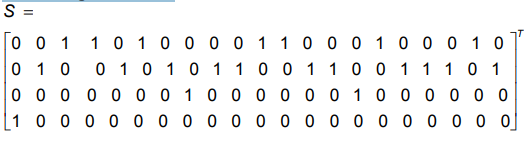 S =
0 0 1 1 0 1 0 0 0 0 1 1 0 0 0 1 0 0 0 1 0 T
0 1 0 0 1 0 1 0 1 1 0 0 1 1 0 0 1 1 1 0 1
0 0 0 0 0 0 0 1 0 0 0 0 0 0 1 0 0 0 0 0 0
1 0 0 0 0 0 0 0 0 0 0 0 0 0 0 0 0 0 0 0 0